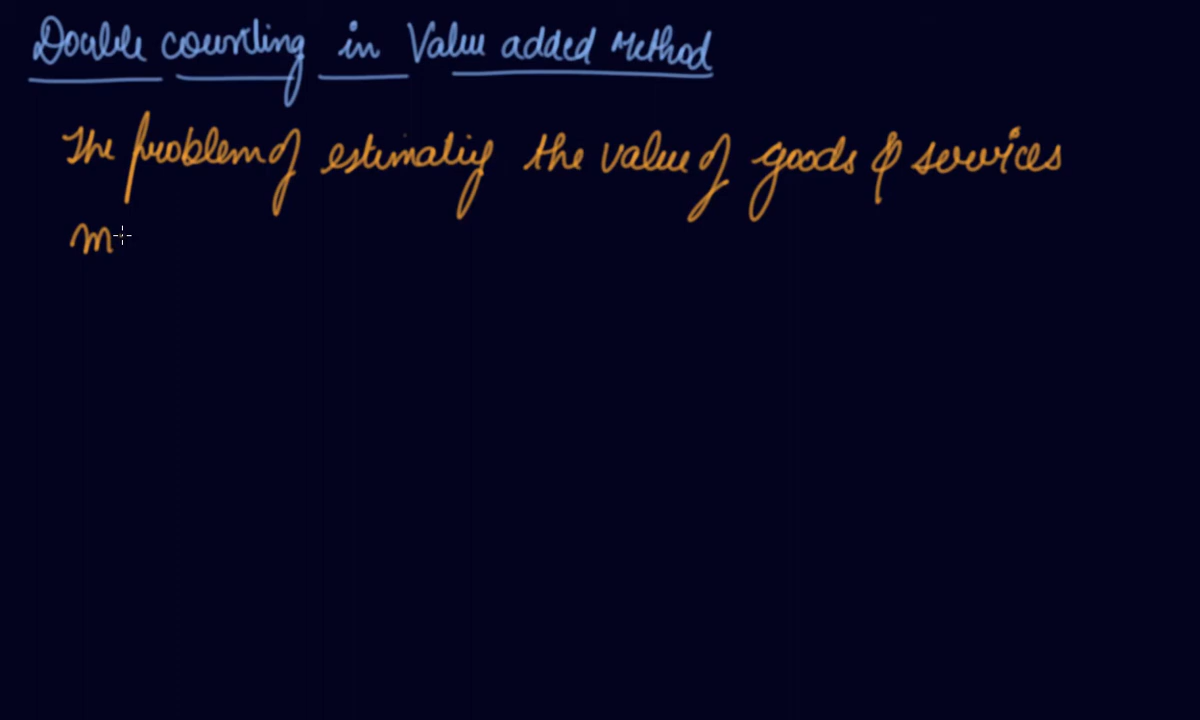 Double counting in Value added Method
The problem of estimating the value of goods & services
m